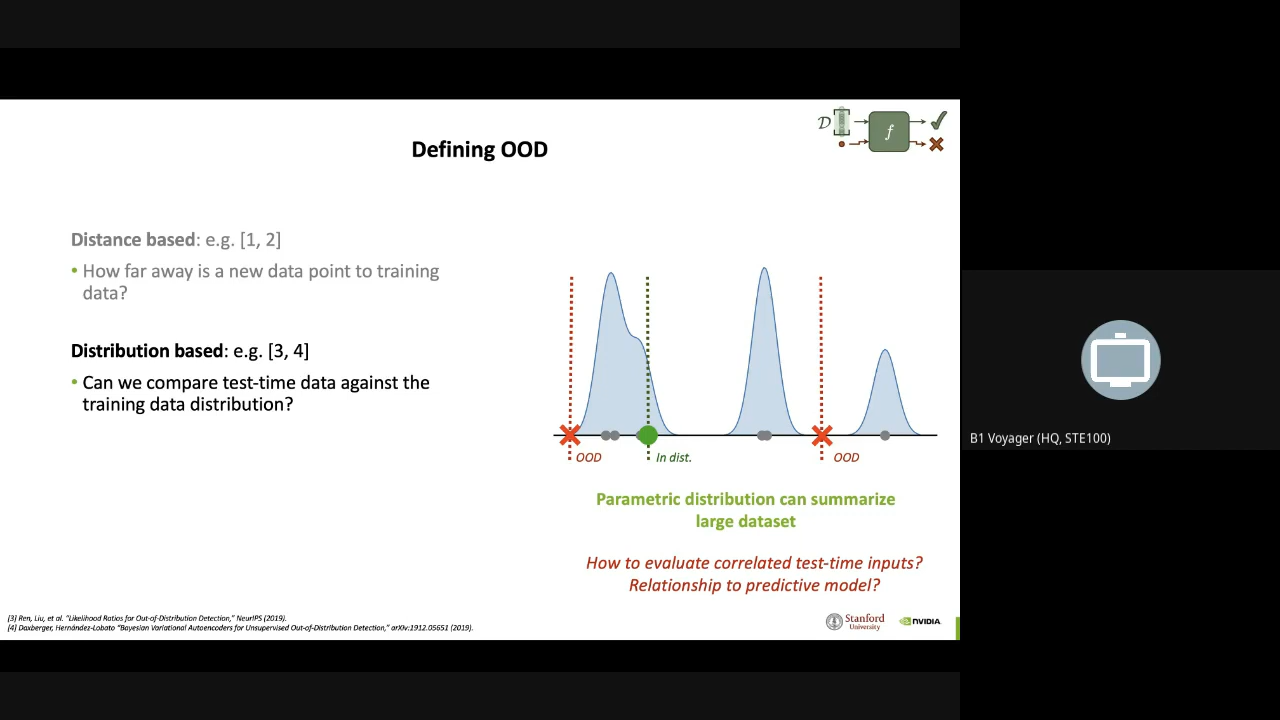 Defining OOD
𝒟
f
Distance based: e.g. [1, 2]
• How far away is a new data point to training
data?
Distribution based: e.g. [3, 4]
• Can we compare test-time data against the
training data distribution?
OOD
In dist.
OOD
Parametric distribution can summarize
large dataset
How to evaluate correlated test-time inputs?
Relationship to predictive model?
[3] Ren, Liu, et al. "Likelihood Ratios for Out-of-Distribution Detection," NeurIPS (2019).
[4] Daxberger, Hernández-Lobato "Bayesian Variational Autoencoders for Unsupervised Out-of-Distribution Detection," arXiv:1912.05651 (2019).
Stanford
University
NVIDIA.
B1 Voyager (HQ, STE100)